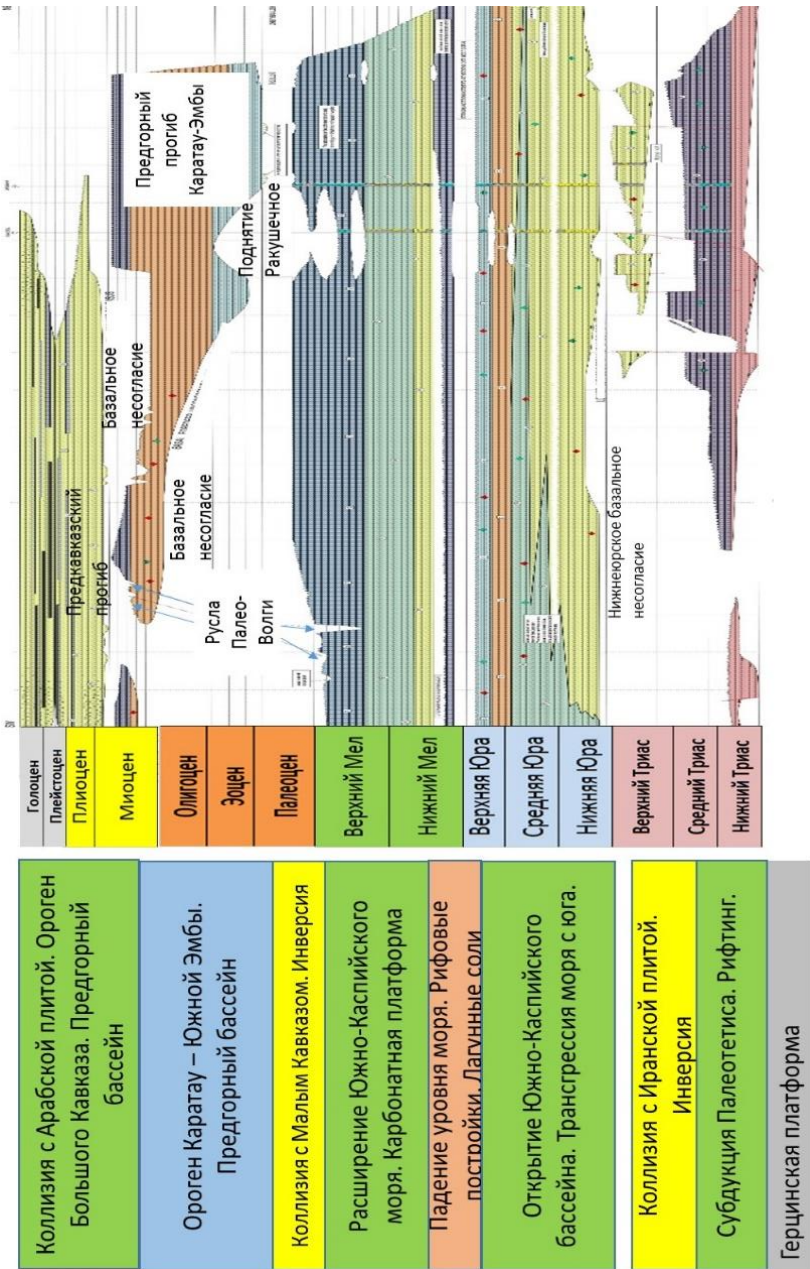 Коллизия с Арабской плитой. Ороген
Большого Кавказа. Предгорный
бассейн
Ороген Каратау – Южной Эмбы.
Предгорный бассейн
Коллизия с Малым Кавказом. Инверсия
Расширение Южно-Каспийского
моря. Карбонатная платформа
Падение уровня моря. Рифовые
постройки. Лагунные соли
Открытие Южно-Каспийского
бассейна. Трансгрессия моря с юга.
Коллизия с Иранской плитой.
Инверсия
Субдукция Палеотетиса. Рифтинг.
Герцинская платформа
Голоцен
Плейстоцен
Плиоцен
Миоцен
Олигоцен
Эоцен
Палеоцен
Верхний Мел
Нижний Мел
Верхняя Юра
Средняя Юра
Нижняя Юра
Верхний Триас
Средний Триас
Нижний Триас
Предкавказский
прогиб
Русла
Палео-
Волги
Базальное
несогласие
Базальное
несогласие
Нижнеюрское базальное
несогласие
Поднятие
Ракушечное
Предгорный
прогиб
Каратау-Эмбы